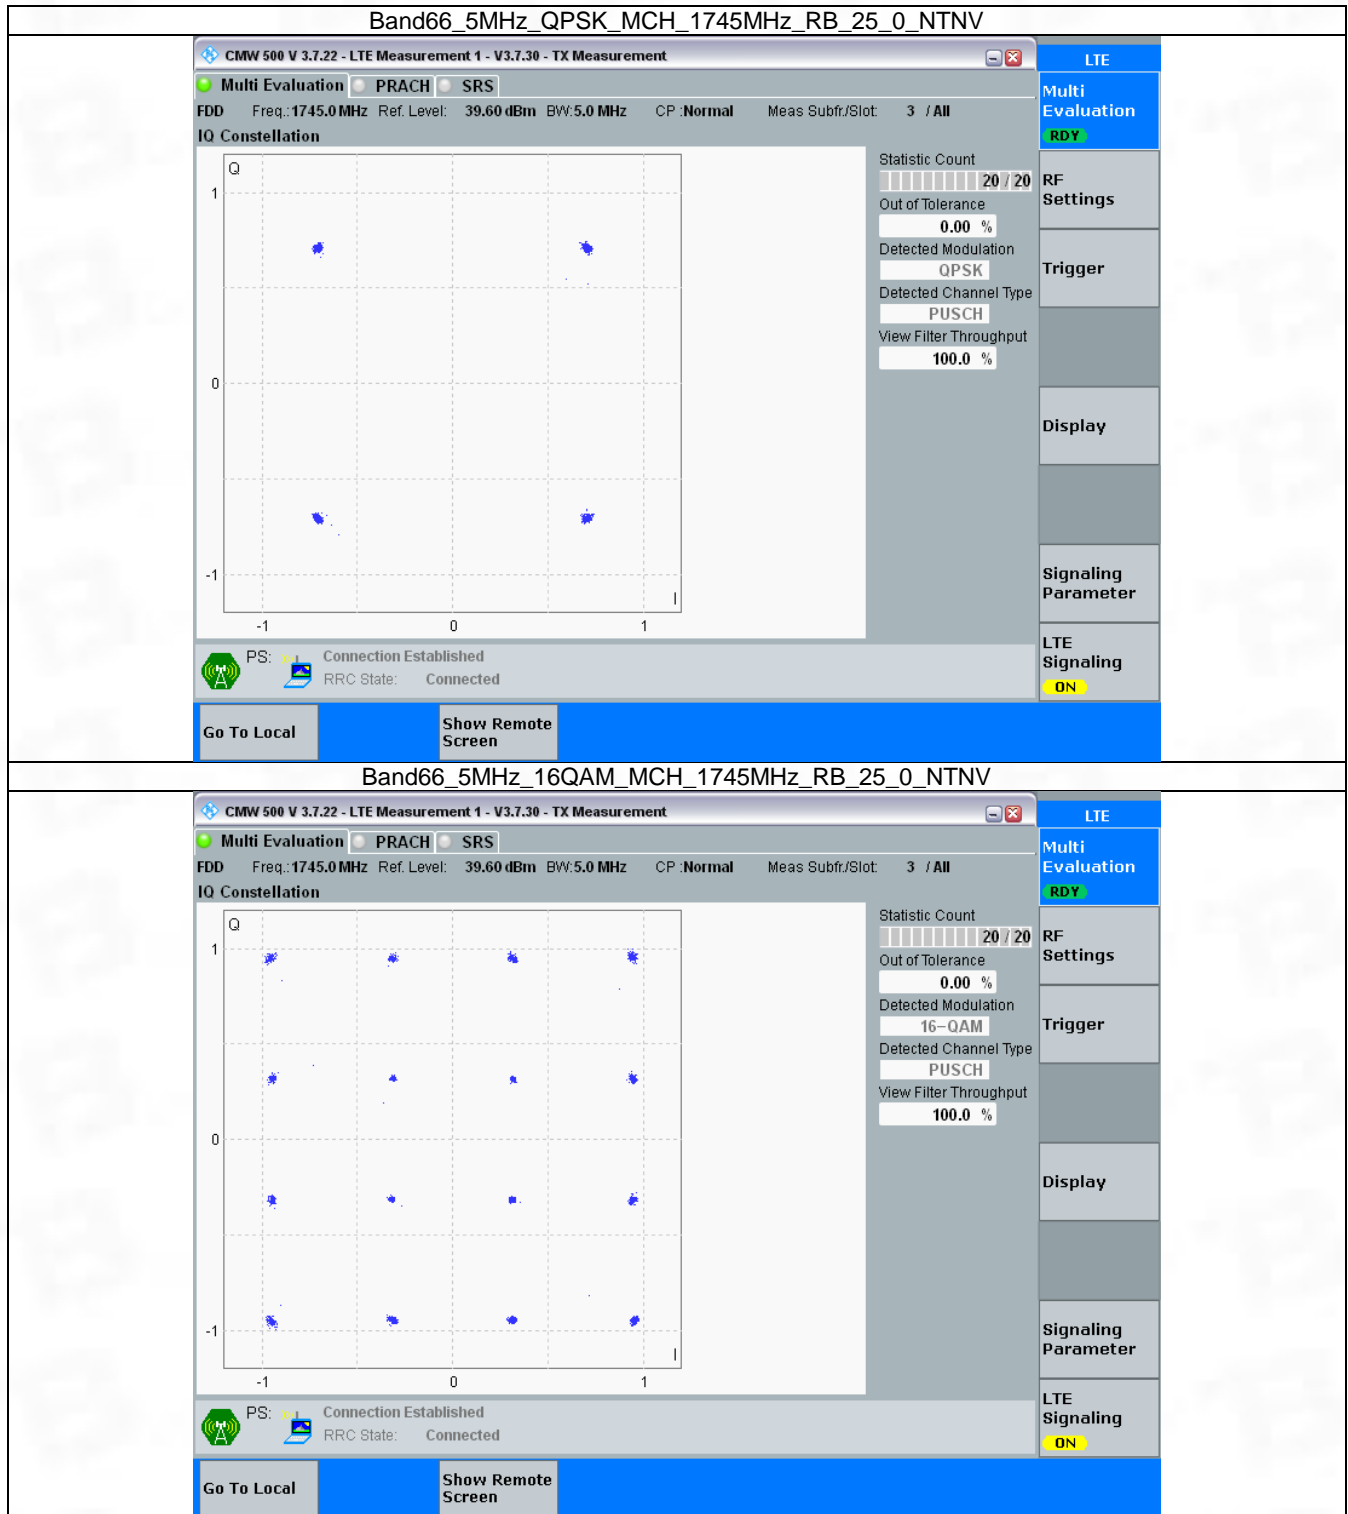 Band66_5MHz_QPSK_MCH_1745MHz_RB_25_0_NTNV
CMW 500 V 3.7.22 - LTE Measurement 1 - V3.7.30 - TX Measurement
LTE
Multi Evaluation PRACH SRS
Multi
Evaluation
RDY
FDD Freq.:1745.0 MHz Ref. Level: 39.60 dBm BW:5.0 MHz CP :Normal Meas Subfr./Slot: 3 / All
IQ Constellation
Q
1
0
-1
I
-1 0 1
Statistic Count
20 / 20
Out of Tolerance
0.00 %
Detected Modulation
QPSK
Detected Channel Type
PUSCH
View Filter Throughput
100.0 %
RF
Settings
Trigger
Display
Signaling
Parameter
LTE
Signaling
ON
PS: Connection Established
RRC State: Connected
Go To Local
Show Remote
Screen
Band66_5MHz_16QAM_MCH_1745MHz_RB_25_0_NTNV
CMW 500 V 3.7.22 - LTE Measurement 1 - V3.7.30 - TX Measurement
LTE
Multi Evaluation PRACH SRS
Multi
Evaluation
RDY
FDD Freq.:1745.0 MHz Ref. Level: 39.60 dBm BW:5.0 MHz CP :Normal Meas Subfr./Slot: 3 / All
IQ Constellation
Q
1
0
-1
I
-1 0 1
Statistic Count
20 / 20
Out of Tolerance
0.00 %
Detected Modulation
16-QAM
Detected Channel Type
PUSCH
View Filter Throughput
100.0 %
RF
Settings
Trigger
Display
Signaling
Parameter
LTE
Signaling
ON
PS: Connection Established
RRC State: Connected
Go To Local
Show Remote
Screen